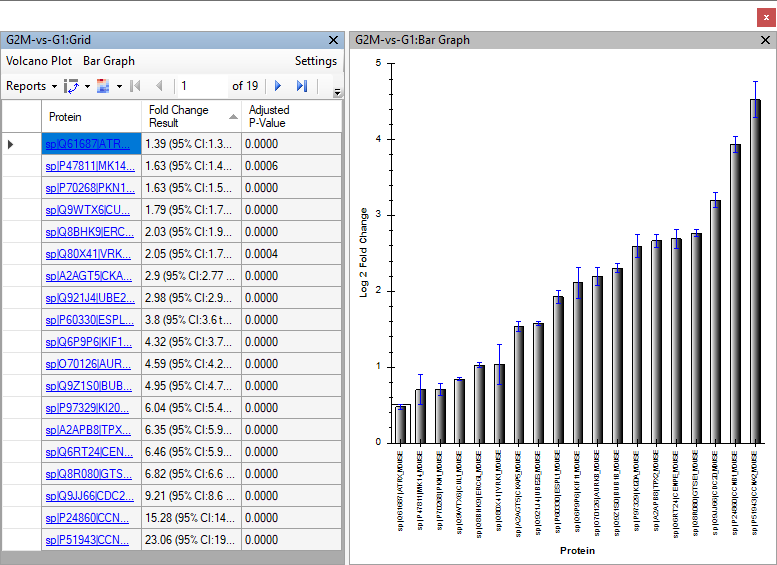 G2M-vs-G1:Grid
Volcano Plot Bar Graph Settings
Reports 1 of 19
Protein Fold Change Result Adjusted P-Value
sp|Q61687|ATR... 1.39 (95% CI:1.3... 0.0000
sp|P47811|MK14... 1.63 (95% CI:1.4... 0.0006
sp|P70268|PKN1... 1.63 (95% CI:1.5... 0.0000
sp|Q9WTX6|CU... 1.79 (95% CI:1.7... 0.0000
sp|Q8BHK9|ERC... 2.03 (95% CI:1.9... 0.0000
sp|Q80X41|VRK... 2.05 (95% CI:1.7... 0.0004
sp|A2AGT5|CKA... 2.9 (95% CI:2.77 ... 0.0000
sp|Q921J4|UBE2... 2.98 (95% CI:2.9... 0.0000
sp|P60330|ESPL... 3.8 (95% CI:3.6 t... 0.0000
sp|Q6P9P6|KIF1... 4.32 (95% CI:3.7... 0.0000
sp|O70126|AUR... 4.59 (95% CI:4.2... 0.0000
sp|Q9Z1S0|BUB... 4.95 (95% CI:4.7... 0.0000
sp|P97329|KI20... 6.04 (95% CI:5.4... 0.0000
sp|A2APB8|TPX... 6.35 (95% CI:5.9... 0.0000
sp|Q6RT24|CEN... 6.46 (95% CI:5.9... 0.0000
sp|Q8R080|GTS... 6.82 (95% CI:6.6 ... 0.0000
sp|Q9JJ66|CDC2... 9.21 (95% CI:8.6 ... 0.0000
sp|P24860|CCN... 15.28 (95% CI:14... 0.0000
sp|P51943|CCN... 23.06 (95% CI:19... 0.0000
G2M-vs-G1:Bar Graph
5
4
3
2
1
0
Log 2 Fold Change
sp|Q61687|ATRX_MOUSE
sp|P47811|MK14_MOUSE
sp|P70268|PKN1_MOUSE
sp|Q9WTX6|CUL1_MOUSE
sp|Q8BHK9|ERC6L_MOUSE
sp|Q80X41|VRK1_MOUSE
sp|A2AGT5|CKAP5_MOUSE
sp|Q921J4|UBE2S_MOUSE
sp|P60330|ESPL1_MOUSE
sp|Q6P9P6|KIF11_MOUSE
sp|O70126|AURKB_MOUSE
sp|Q9Z1S0|BUB1B_MOUSE
sp|P97329|KI20A_MOUSE
sp|A2APB8|TPX2_MOUSE
sp|Q6RT24|CENPE_MOUSE
sp|Q8R080|GTSE1_MOUSE
sp|Q9JJ66|CDC20_MOUSE
sp|P24860|CCNB1_MOUSE
sp|P51943|CCNA2_MOUSE
Protein